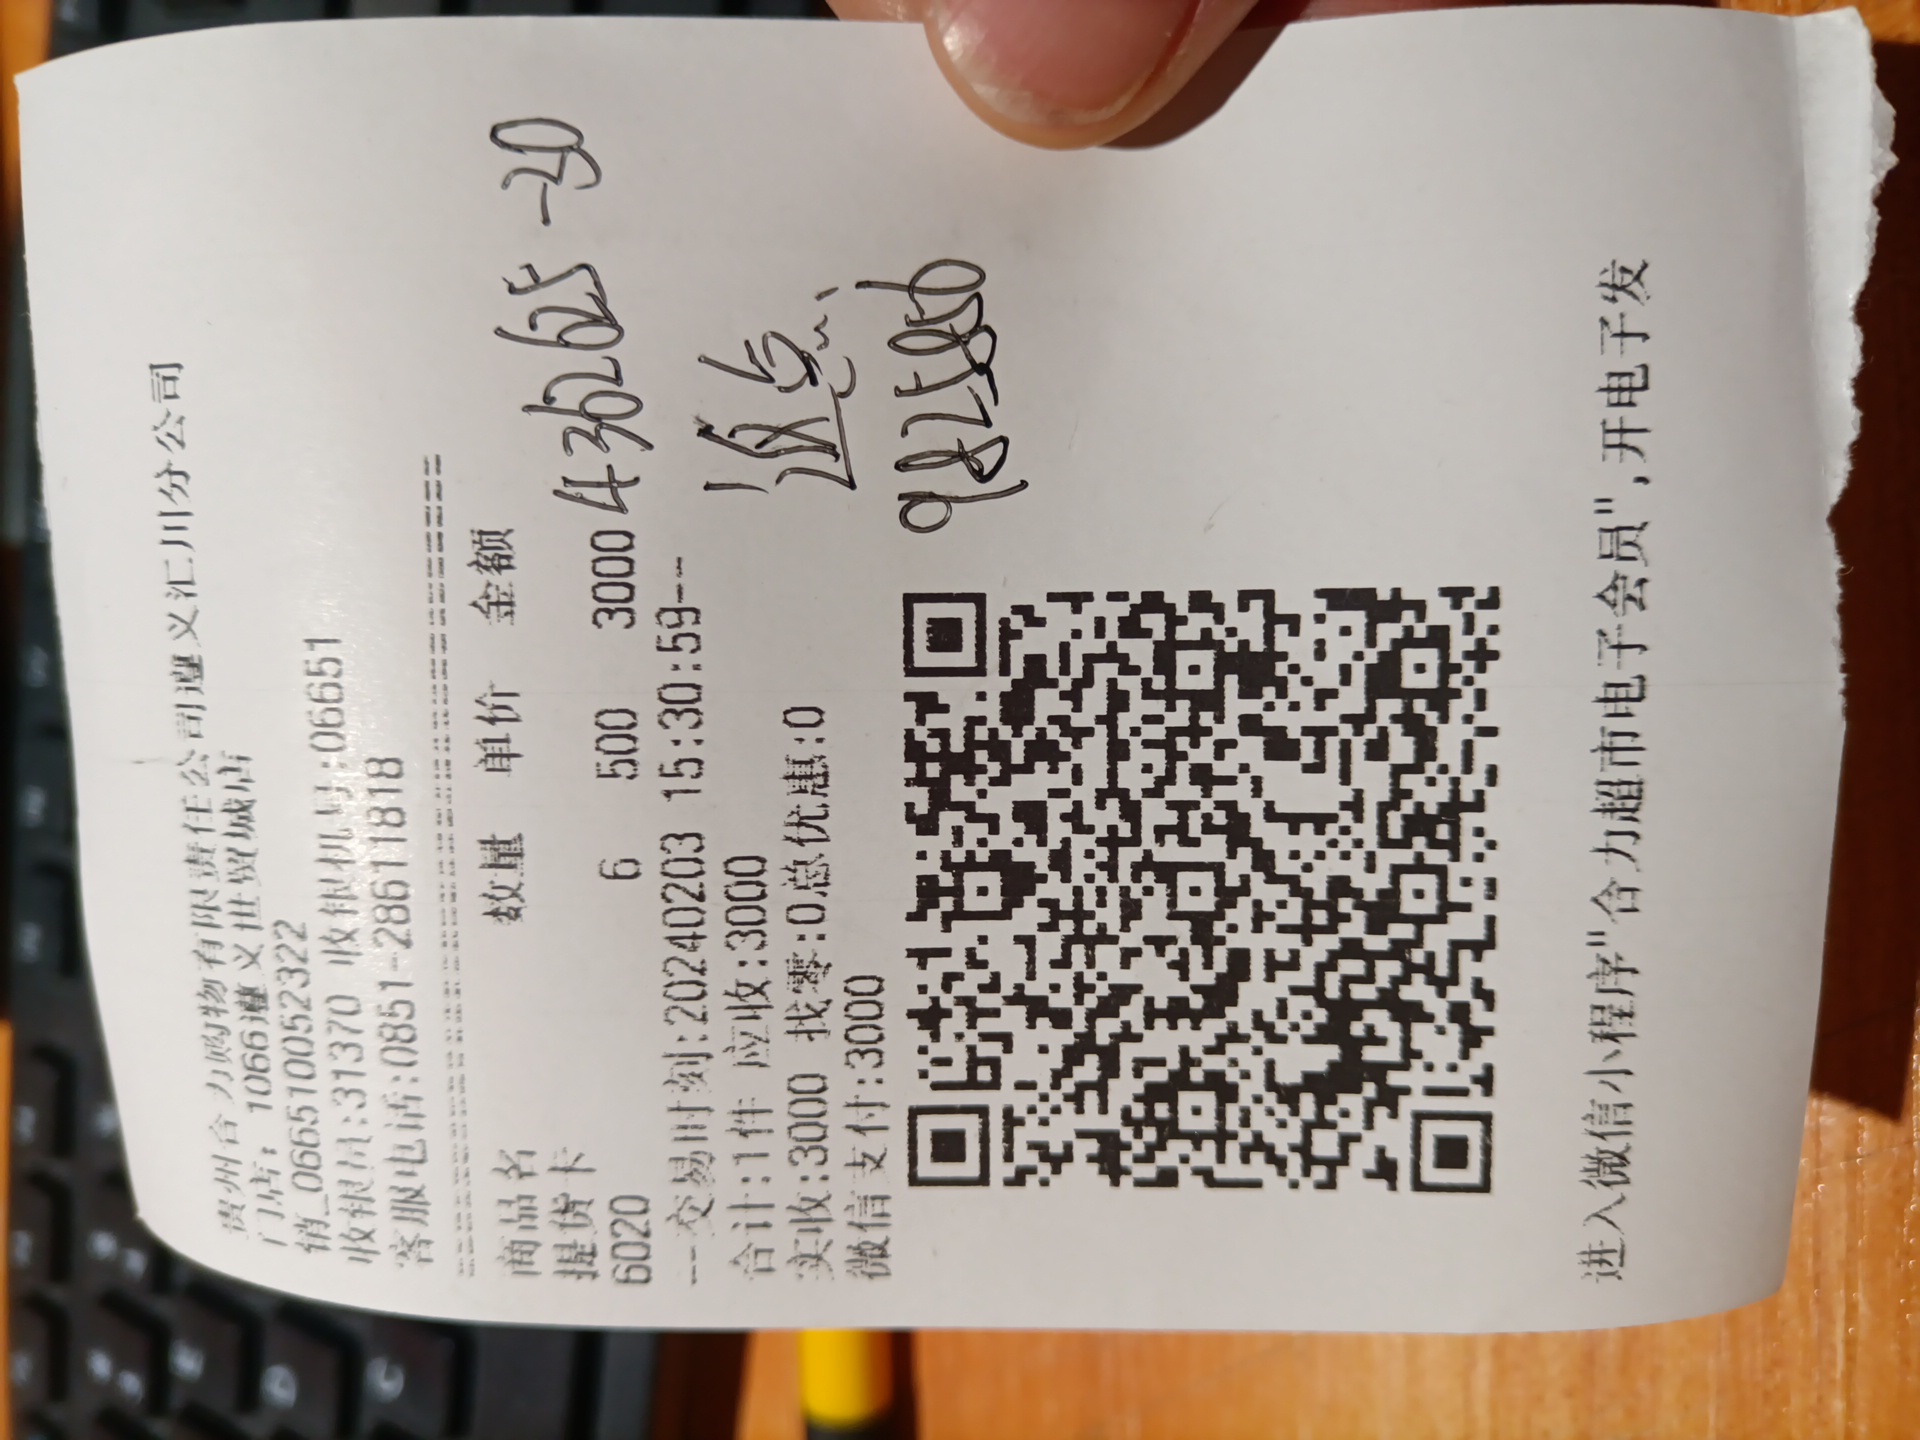 贵州合力购物有限责任公司遵义汇川分公司
门店: 1066遵义世贸城店
销_0665100052322
收银员:31370 收银机号:06651
客服电话:0851-28611818
商品名 数量 单价 金额
提货卡
6020 6 500 3000
436265 -30
--交易时刻:20240203 15:30:59--
合计:1件 应收:3000
实收:3000 找零:0总优惠:0
微信支付:3000
进入微信小程序"合力超市电子会员",开电子发